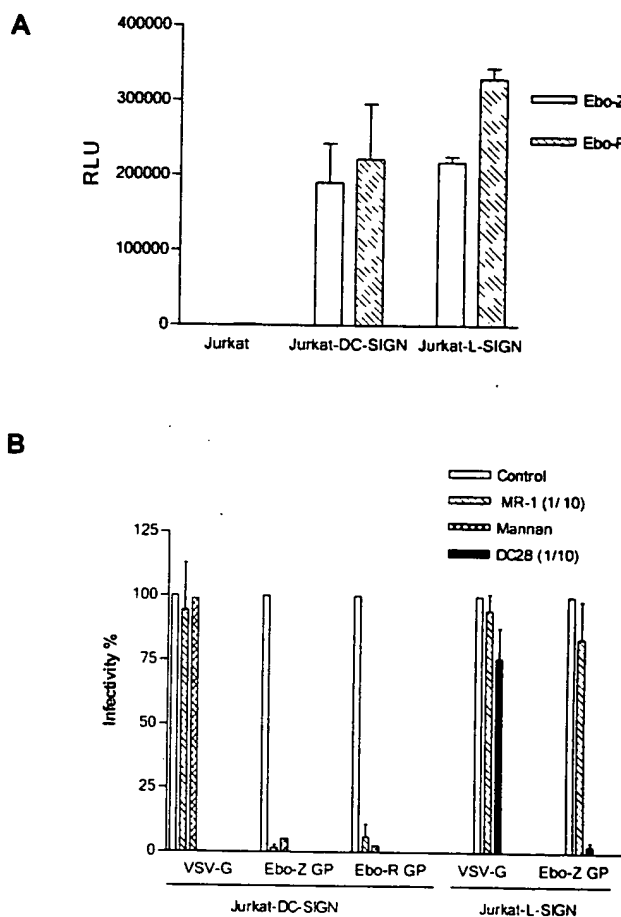 A
400000
300000
200000
100000
0
RLU
Ebo-Z
Ebo-R
Jurkat
Jurkat-DC-SIGN
Jurkat-L-SIGN
B
Control
MR-1 (1/10)
Mannan
DC28 (1/10)
125
100
75
50
25
0
Infectivity %
VSV-G
Ebo-Z GP
Ebo-R GP
VSV-G
Ebo-Z GP
Jurkat-DC-SIGN
Jurkat-L-SIGN